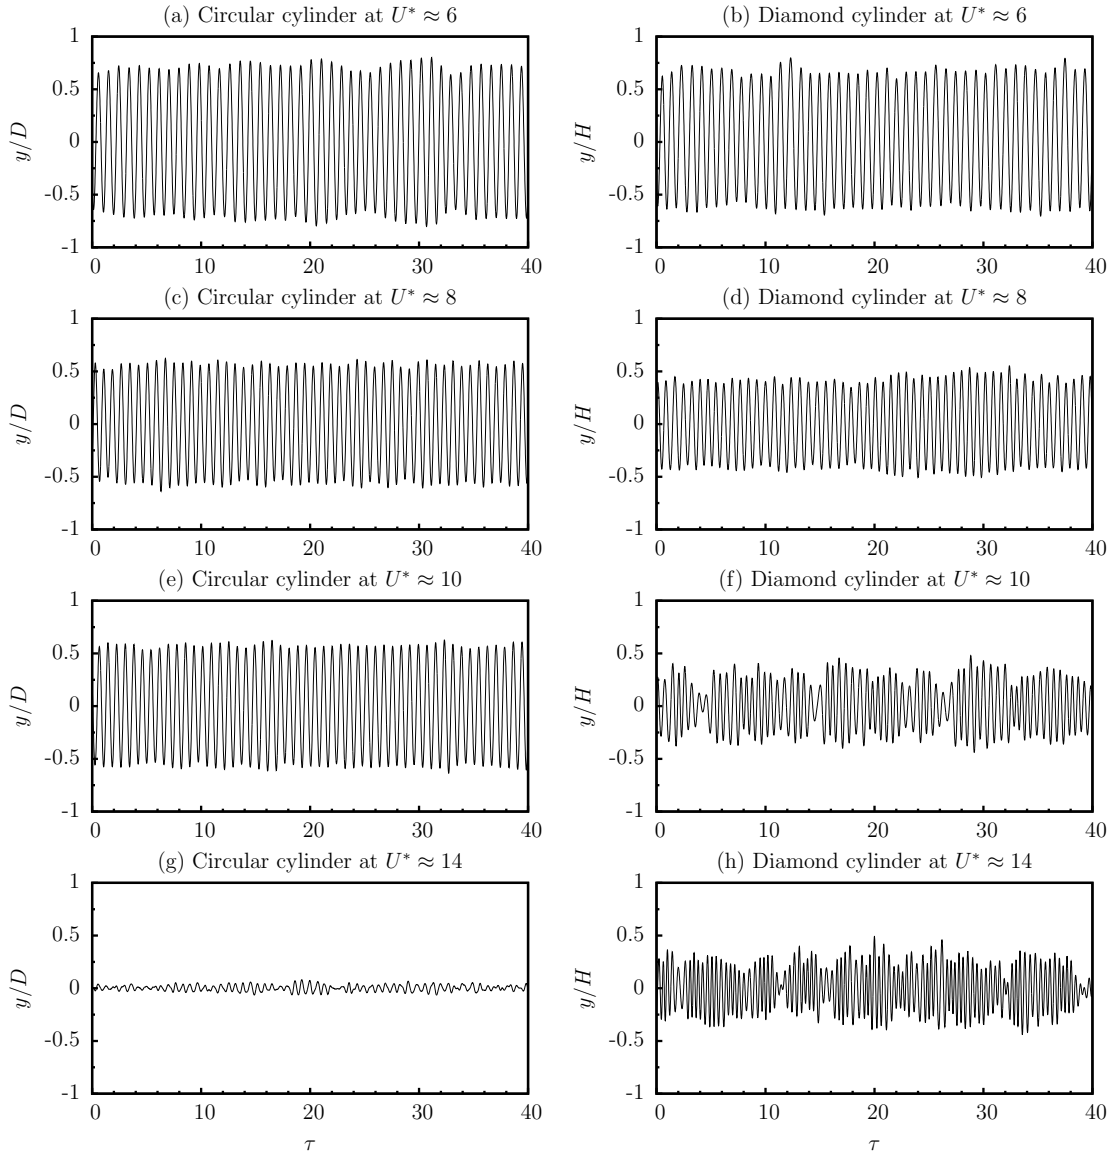 (a) Circular cylinder at U* ≈ 6
(b) Diamond cylinder at U* ≈ 6
1
0.5
0
-0.5
-1
y/D
0 10 20 30 40
1
0.5
0
-0.5
-1
y/H
0 10 20 30 40
(c) Circular cylinder at U* ≈ 8
(d) Diamond cylinder at U* ≈ 8
1
0.5
0
-0.5
-1
y/D
0 10 20 30 40
1
0.5
0
-0.5
-1
y/H
0 10 20 30 40
(e) Circular cylinder at U* ≈ 10
(f) Diamond cylinder at U* ≈ 10
1
0.5
0
-0.5
-1
y/D
0 10 20 30 40
1
0.5
0
-0.5
-1
y/H
0 10 20 30 40
(g) Circular cylinder at U* ≈ 14
(h) Diamond cylinder at U* ≈ 14
1
0.5
0
-0.5
-1
y/D
0 10 20 30 40
τ
1
0.5
0
-0.5
-1
y/H
0 10 20 30 40
τ